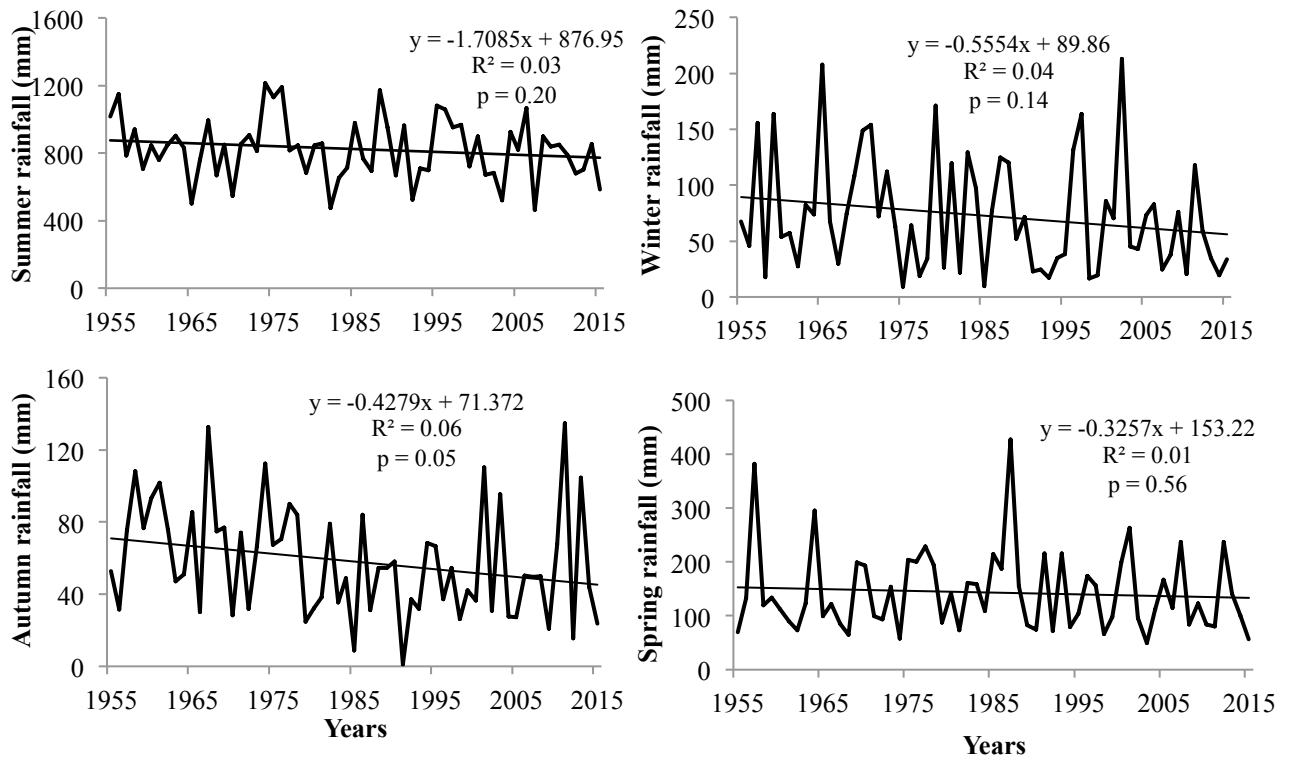 Summer rainfall (mm)
1600
1200
800
400
0
y = -1.7085x + 876.95
R² = 0.03
p = 0.20
1955 1965 1975 1985 1995 2005 2015
Winter rainfall (mm)
250
200
150
100
50
0
y = -0.5554x + 89.86
R² = 0.04
p = 0.14
1955 1965 1975 1985 1995 2005 2015
Autumn rainfall (mm)
160
120
80
40
0
y = -0.4279x + 71.372
R² = 0.06
p = 0.05
1955 1965 1975 1985 1995 2005 2015
Years
Spring rainfall (mm)
500
400
300
200
100
0
y = -0.3257x + 153.22
R² = 0.01
p = 0.56
1955 1965 1975 1985 1995 2005 2015
Years